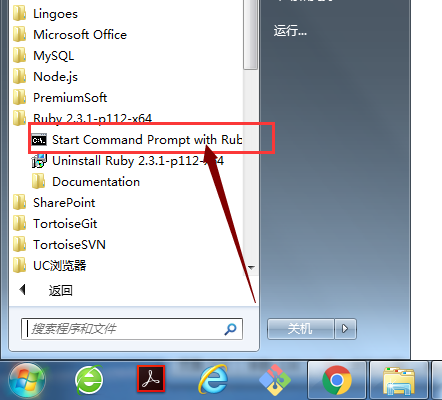 Lingoes
Microsoft Office
MySQL
Node.js
PremiumSoft
Ruby 2.3.1-p112-x64
Start Command Prompt with Rub
Uninstall Ruby 2.3.1-p112-x64
Documentation
SharePoint
TortoiseGit
TortoiseSVN
UC浏览器
返回
搜索程序和文件
运行...
关机